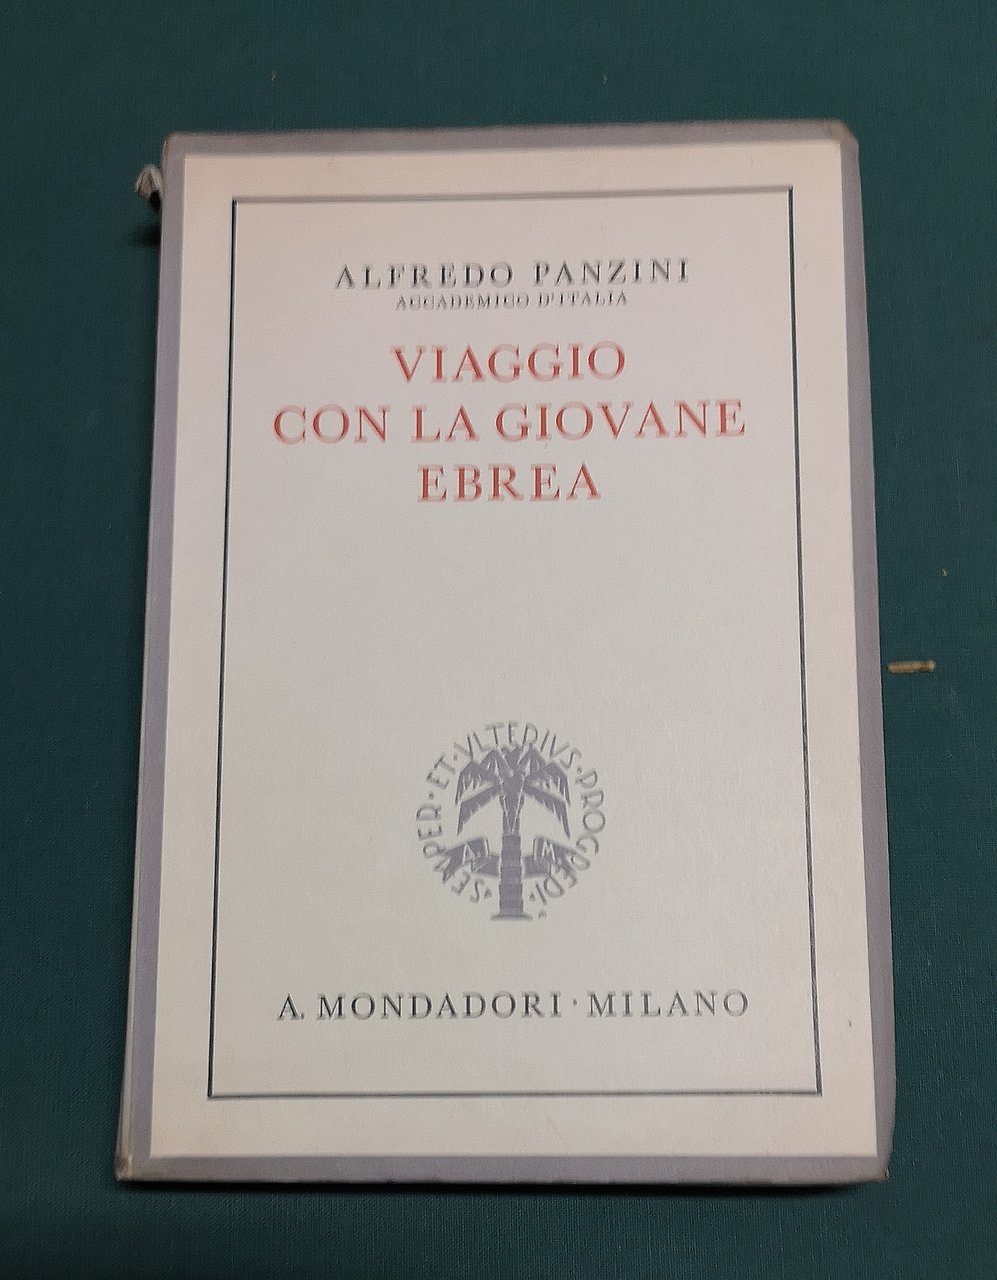 ALFREDO PANZINI
ACCADEMICO D'ITALIA
VIAGGIO
CON LA GIOVANE
EBREA
SEMPER·ET·VLTERIVS·PROGREDI·
A. M.
A. MONDADORI · MILANO